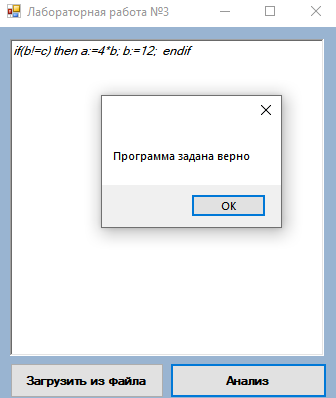 Лабораторная работа №3
if(b!=c) then a:=4*b; b:=12;  endif
Программа задана верно
OK
Загрузить из файла
Анализ